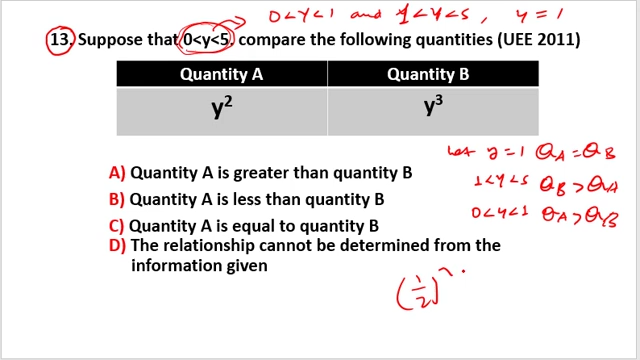 0<y<1 and 1<y<5, y=1
13. Suppose that 0<y<5. compare the following quantities (UEE 2011)
Quantity A Quantity B
y² y³
Let y=1 QA=QB
1<y<5 QB>QA
0<y<1 QA>QB
A) Quantity A is greater than quantity B
B) Quantity A is less than quantity B
C) Quantity A is equal to quantity B
D) The relationship cannot be determined from the
information given
(1/2)